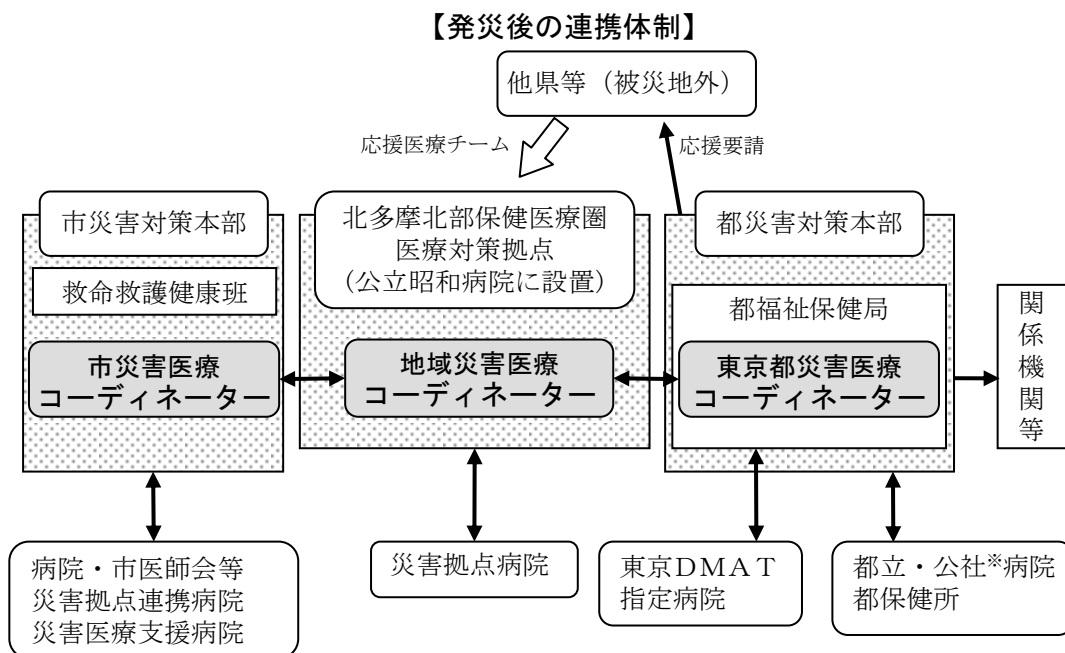 【発災後の連携体制】
他県等（被災地外）
応援医療チーム
応援要請
市災害対策本部
救命救護健康班
市災害医療
コーディネーター
北多摩北部保健医療圏
医療対策拠点
（公立昭和病院に設置）
地域災害医療
コーディネーター
都災害対策本部
都福祉保健局
東京都災害医療
コーディネーター
関係機関等
病院・市医師会等
災害拠点連携病院
災害医療支援病院
災害拠点病院
東京ＤＭＡＴ
指定病院
都立・公社※病院
都保健所